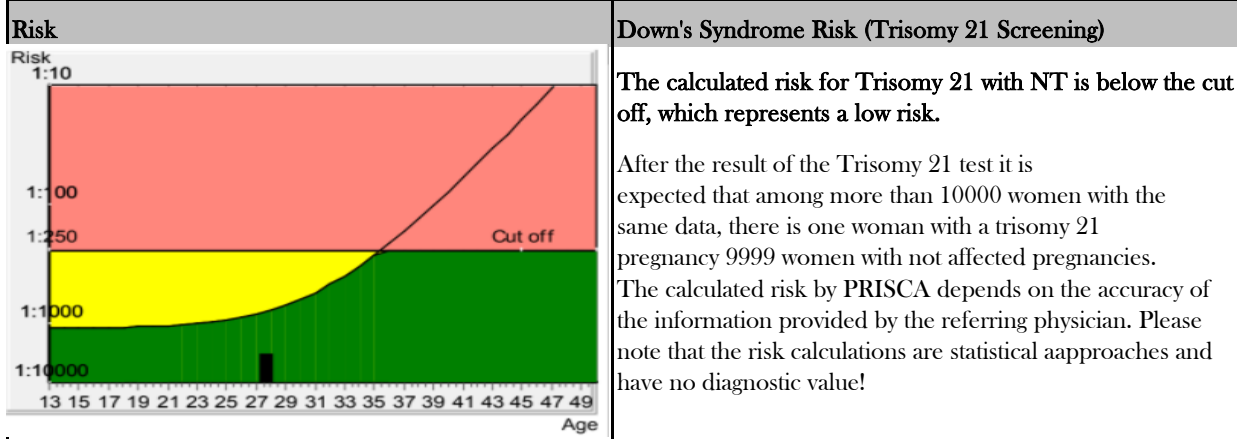 Risk
Risk
1:10
1:100
1:250
Cut off
1:1000
1:10000
13 15 17 19 21 23 25 27 29 31 33 35 37 39 41 43 45 47 49
Age
Down's Syndrome Risk (Trisomy 21 Screening)
The calculated risk for Trisomy 21 with NT is below the cut
off, which represents a low risk.
After the result of the Trisomy 21 test it is
expected that among more than 10000 women with the
same data, there is one woman with a trisomy 21
pregnancy 9999 women with not affected pregnancies.
The calculated risk by PRISCA depends on the accuracy of
the information provided by the referring physician. Please
note that the risk calculations are statistical aapproaches and
have no diagnostic value!